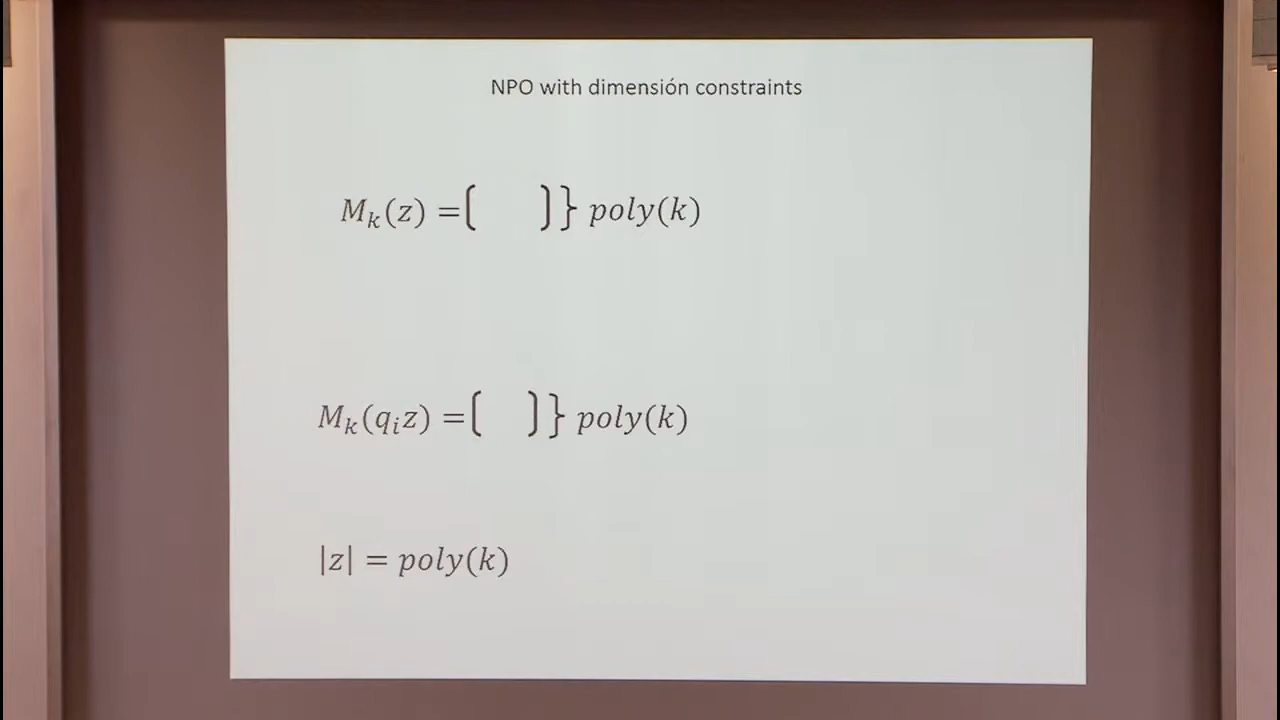 NPO with dimensión constraints
M_k(z) ={ ]} poly(k)
M_k(q_i z) ={ ]} poly(k)
|z| = poly(k)